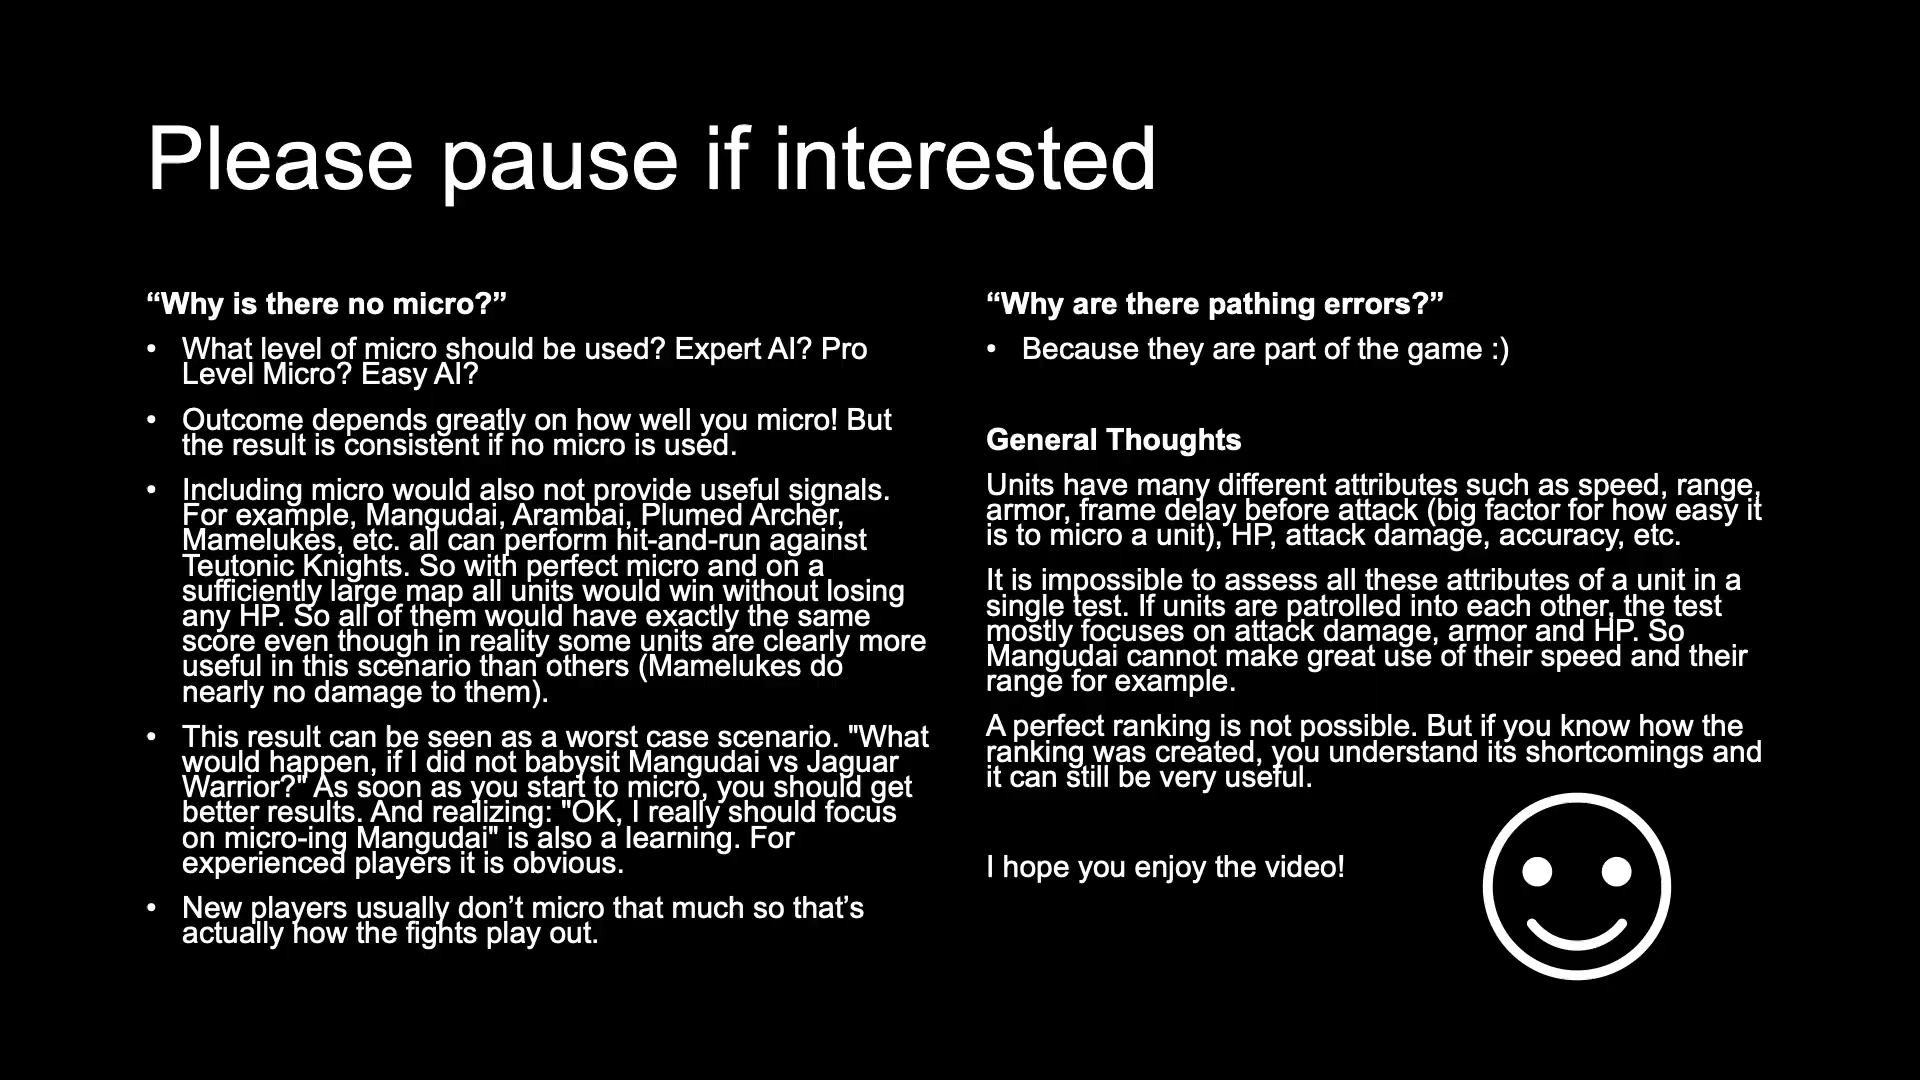 Please pause if interested
“Why is there no micro?”
• What level of micro should be used? Expert AI? Pro
Level Micro? Easy AI?
• Outcome depends greatly on how well you micro! But
the result is consistent if no micro is used.
• Including micro would also not provide useful signals.
For example, Mangudai, Arambai, Plumed Archer,
Mamelukes, etc. all can perform hit-and-run against
Teutonic Knights. So with perfect micro and on a
sufficiently large map all units would win without losing
any HP. So all of them would have exactly the same
score even though in reality some units are clearly more
useful in this scenario than others (Mamelukes do
nearly no damage to them).
• This result can be seen as a worst case scenario. "What
would happen, if I did not babysit Mangudai vs Jaguar
Warrior?" As soon as you start to micro, you should get
better results. And realizing: "OK, I really should focus
on micro-ing Mangudai" is also a learning. For
experienced players it is obvious.
• New players usually don’t micro that much so that’s
actually how the fights play out.
“Why are there pathing errors?”
• Because they are part of the game :)
General Thoughts
Units have many different attributes such as speed, range,
armor, frame delay before attack (big factor for how easy it
is to micro a unit), HP, attack damage, accuracy, etc.
It is impossible to assess all these attributes of a unit in a
single test. If units are patrolled into each other, the test
mostly focuses on attack damage, armor and HP. So
Mangudai cannot make great use of their speed and their
range for example.
A perfect ranking is not possible. But if you know how the
ranking was created, you understand its shortcomings and
it can still be very useful.
I hope you enjoy the video!